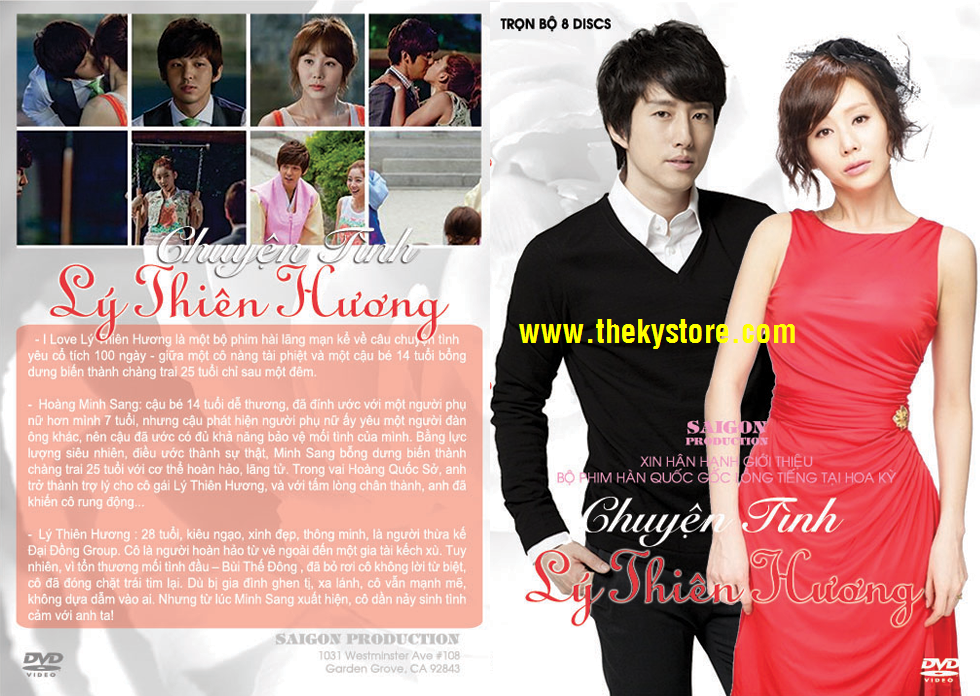 Chuyện Tình
Lý Thiên Hương
- I Love Lý Thiên Hương là một bộ phim hài lãng mạn kể về câu chuyện tình
yêu cổ tích 100 ngày - giữa một cô nàng tài phiệt và một cậu bé 14 tuổi bỗng
dưng biến thành chàng trai 25 tuổi chỉ sau một đêm.
- Hoàng Minh Sang: cậu bé 14 tuổi dễ thương, đã đính ước với một người phụ
nữ hơn mình 7 tuổi, nhưng cậu phát hiện người phụ nữ ấy yêu một người đàn
ông khác, nên cậu đã ước có đủ khả năng bảo vệ mối tình của mình. Bằng lực
lượng siêu nhiên, điều ước thành sự thật, Minh Sang bỗng dưng biến thành
chàng trai 25 tuổi với cơ thể hoàn hảo, lãng tử. Trong vai Hoàng Quốc Sở, anh
trở thành trợ lý cho cô gái Lý Thiên Hương, và với tấm lòng chân thành, anh đã
khiến cô rung động...
- Lý Thiên Hương : 28 tuổi, kiêu ngạo, xinh đẹp, thông minh, là người thừa kế
Đại Đồng Group. Cô là người hoàn hảo từ vẻ ngoài đến một gia tài kếch xù. Tuy
nhiên, vì tổn thương mối tình đầu – Bùi Thế Đông , đã bỏ rơi cô không lời từ biệt,
cô đã đóng chặt trái tim lại. Dù bị gia đình ghen tị, xa lánh, cô vẫn mạnh mẽ,
không dựa dẫm vào ai. Nhưng từ lúc Minh Sang xuất hiện, cô dần nảy sinh tình
cảm với anh ta!
SAIGON PRODUCTION
1031 Westminster Ave #108
Garden Grove, CA 92843
DVD
VIDEO
TRỌN BỘ 8 DISCS
www.thekystore.com
SAIGON
PRODUCTION
XIN HÂN HẠNH GIỚI THIỆU
BỘ PHIM HÀN QUỐC GỐC LỒNG TIẾNG TẠI HOA KỲ
Chuyện Tình
Lý Thiên Hương
DVD
VIDEO